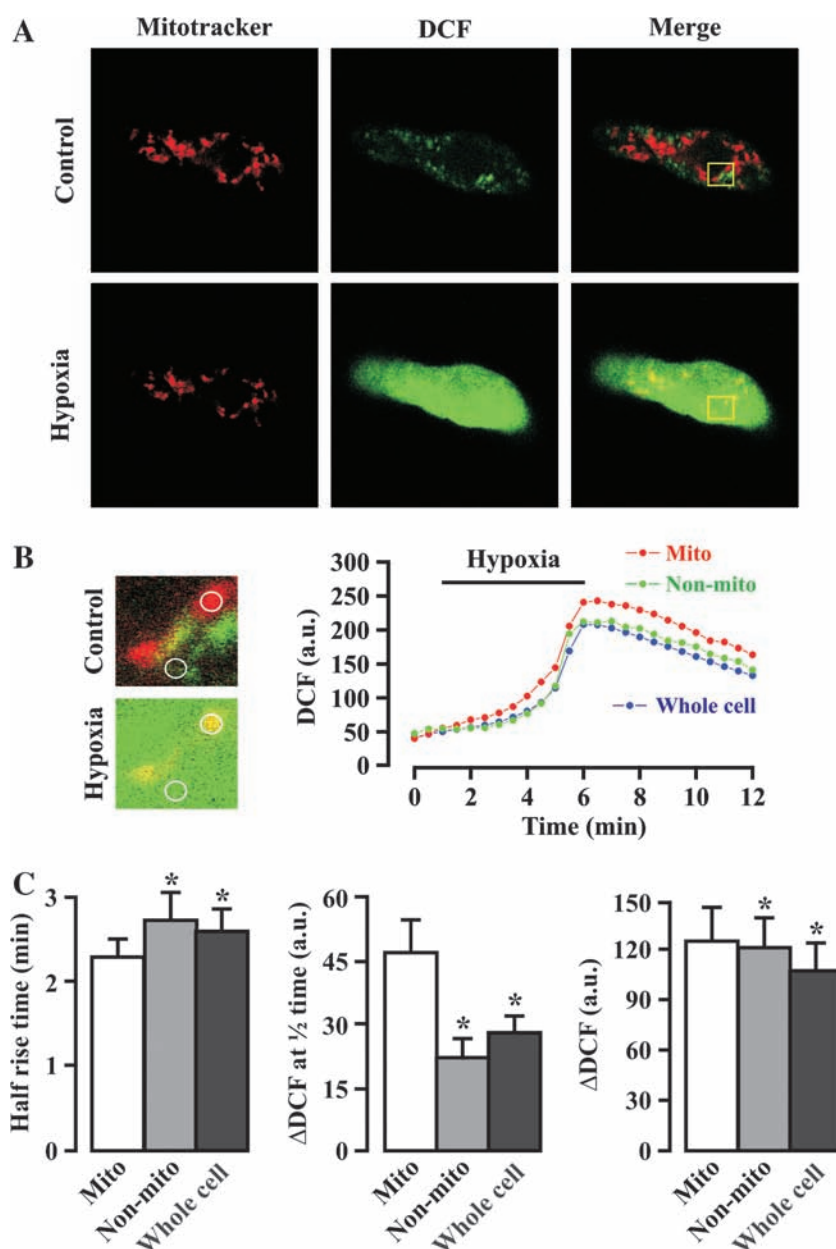 A
Mitotracker
DCF
Merge
Control
Hypoxia
B
Control
Hypoxia
DCF (a.u.)
300
250
200
150
100
50
0
Hypoxia
Mito
Non-mito
Whole cell
0 2 4 6 8 10 12
Time (min)
C
Half rise time (min)
3
2
1
0
* *
Mito
Non-mito
Whole cell
ΔDCF at ½ time (a.u.)
60
45
30
15
0
* *
Mito
Non-mito
Whole cell
ΔDCF (a.u.)
150
120
90
60
30
0
* *
Mito
Non-mito
Whole cell